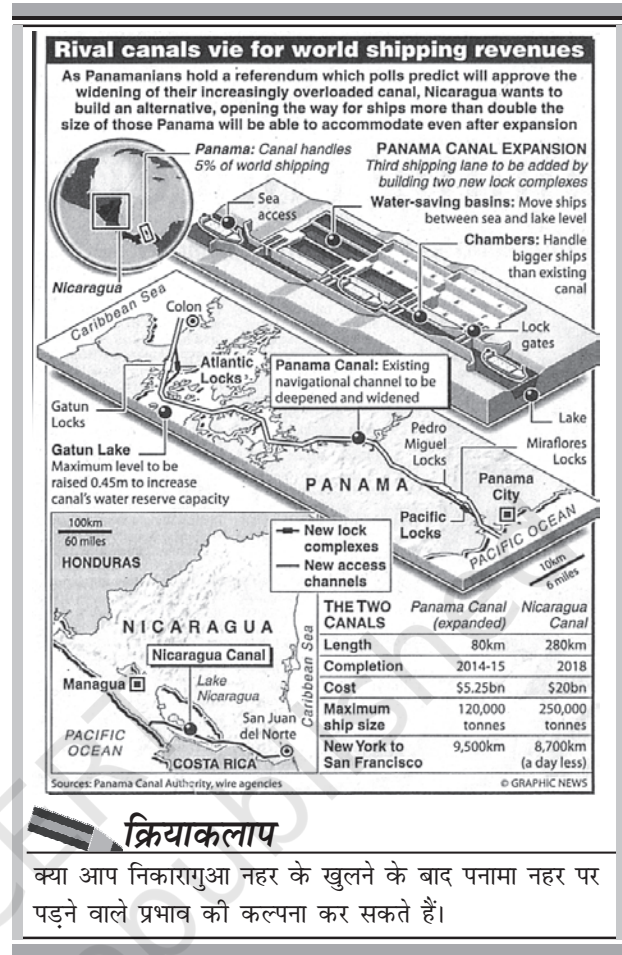 Rival canals vie for world shipping revenues
As Panamanians hold a referendum which polls predict will approve the
widening of their increasingly overloaded canal, Nicaragua wants to
build an alternative, opening the way for ships more than double the
size of those Panama will be able to accommodate even after expansion
Panama: Canal handles
5% of world shipping
PANAMA CANAL EXPANSION
Third shipping lane to be added by
building two new lock complexes
Water-saving basins: Move ships
between sea and lake level
Sea
access
Chambers: Handle
bigger ships
than existing
canal
Lock
gates
Lake
Nicaragua
Caribbean Sea
Colon
Atlantic
Locks
Panama Canal: Existing
navigational channel to be
deepened and widened
Gatun
Locks
Gatun Lake
Maximum level to be
raised 0.45m to increase
canal's water reserve capacity
Pedro
Miguel
Locks
Miraflores
Locks
PANAMA
Panama
City
Pacific
Locks
PACIFIC OCEAN
10km
6 miles
100km
60 miles
New lock
complexes
New access
channels
HONDURAS
NICARAGUA
Nicaragua Canal
Managua
Lake
Nicaragua
Caribbean Sea
San Juan
del Norte
PACIFIC
OCEAN
COSTA RICA
THE TWO CANALS Panama Canal (expanded) Nicaragua Canal
Length 80km 280km
Completion 2014-15 2018
Cost $5.25bn $20bn
Maximum ship size 120,000 tonnes 250,000 tonnes
New York to San Francisco 9,500km 8,700km (a day less)
Sources: Panama Canal Authority, wire agencies
© GRAPHIC NEWS
क्रियाकलाप
क्या आप निकारागुआ नहर के खुलने के बाद पनामा नहर पर
पड़ने वाले प्रभाव की कल्पना कर सकते हैं।